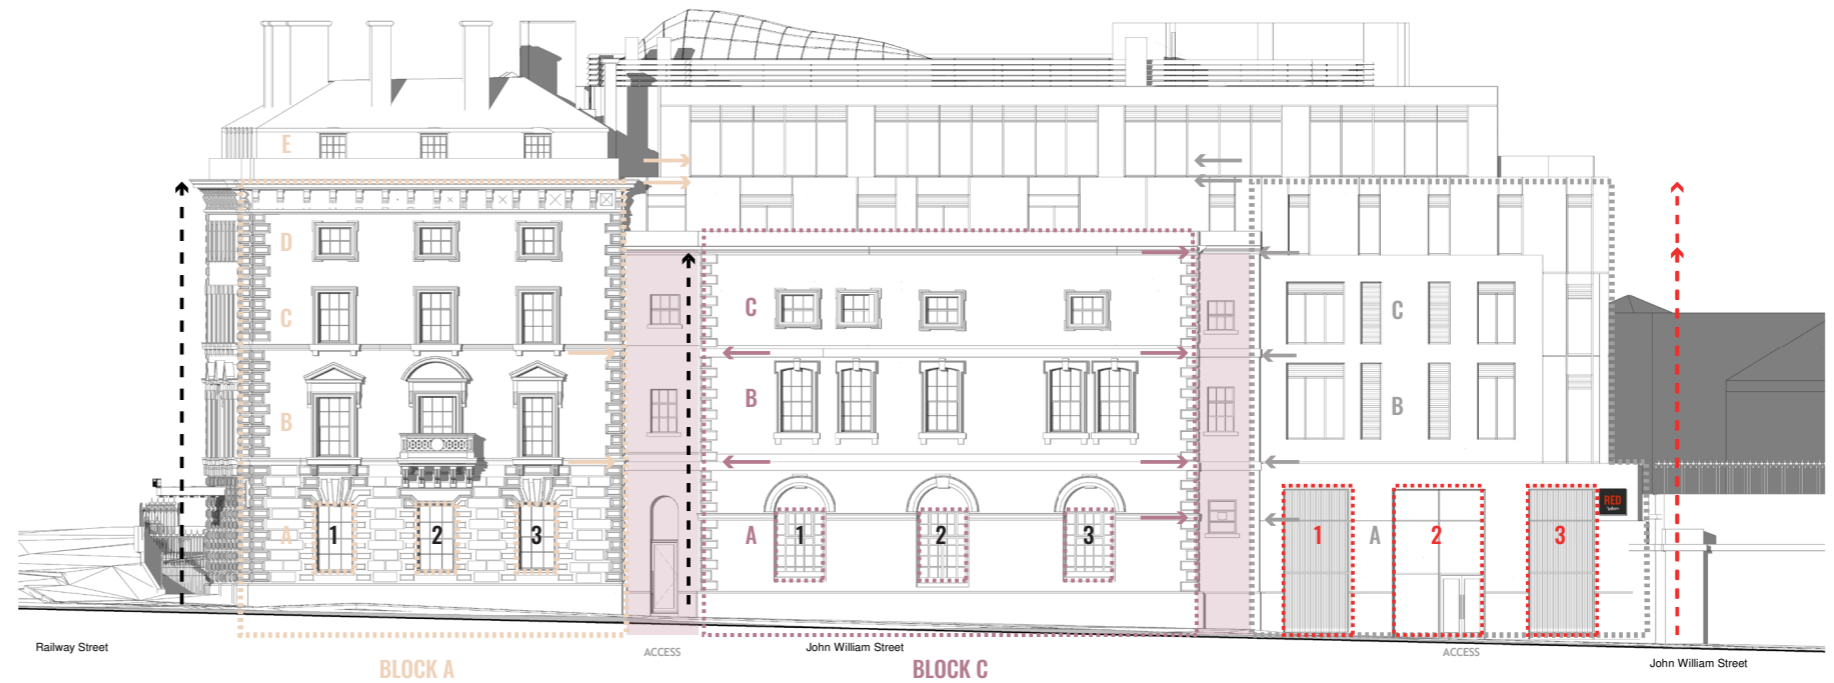 E
D
C
B
A
1
2
3
C
B
A
1
2
3
C
B
A
1
2
3
RED
Railway Street
ACCESS
John William Street
ACCESS
John William Street
BLOCK A
BLOCK C